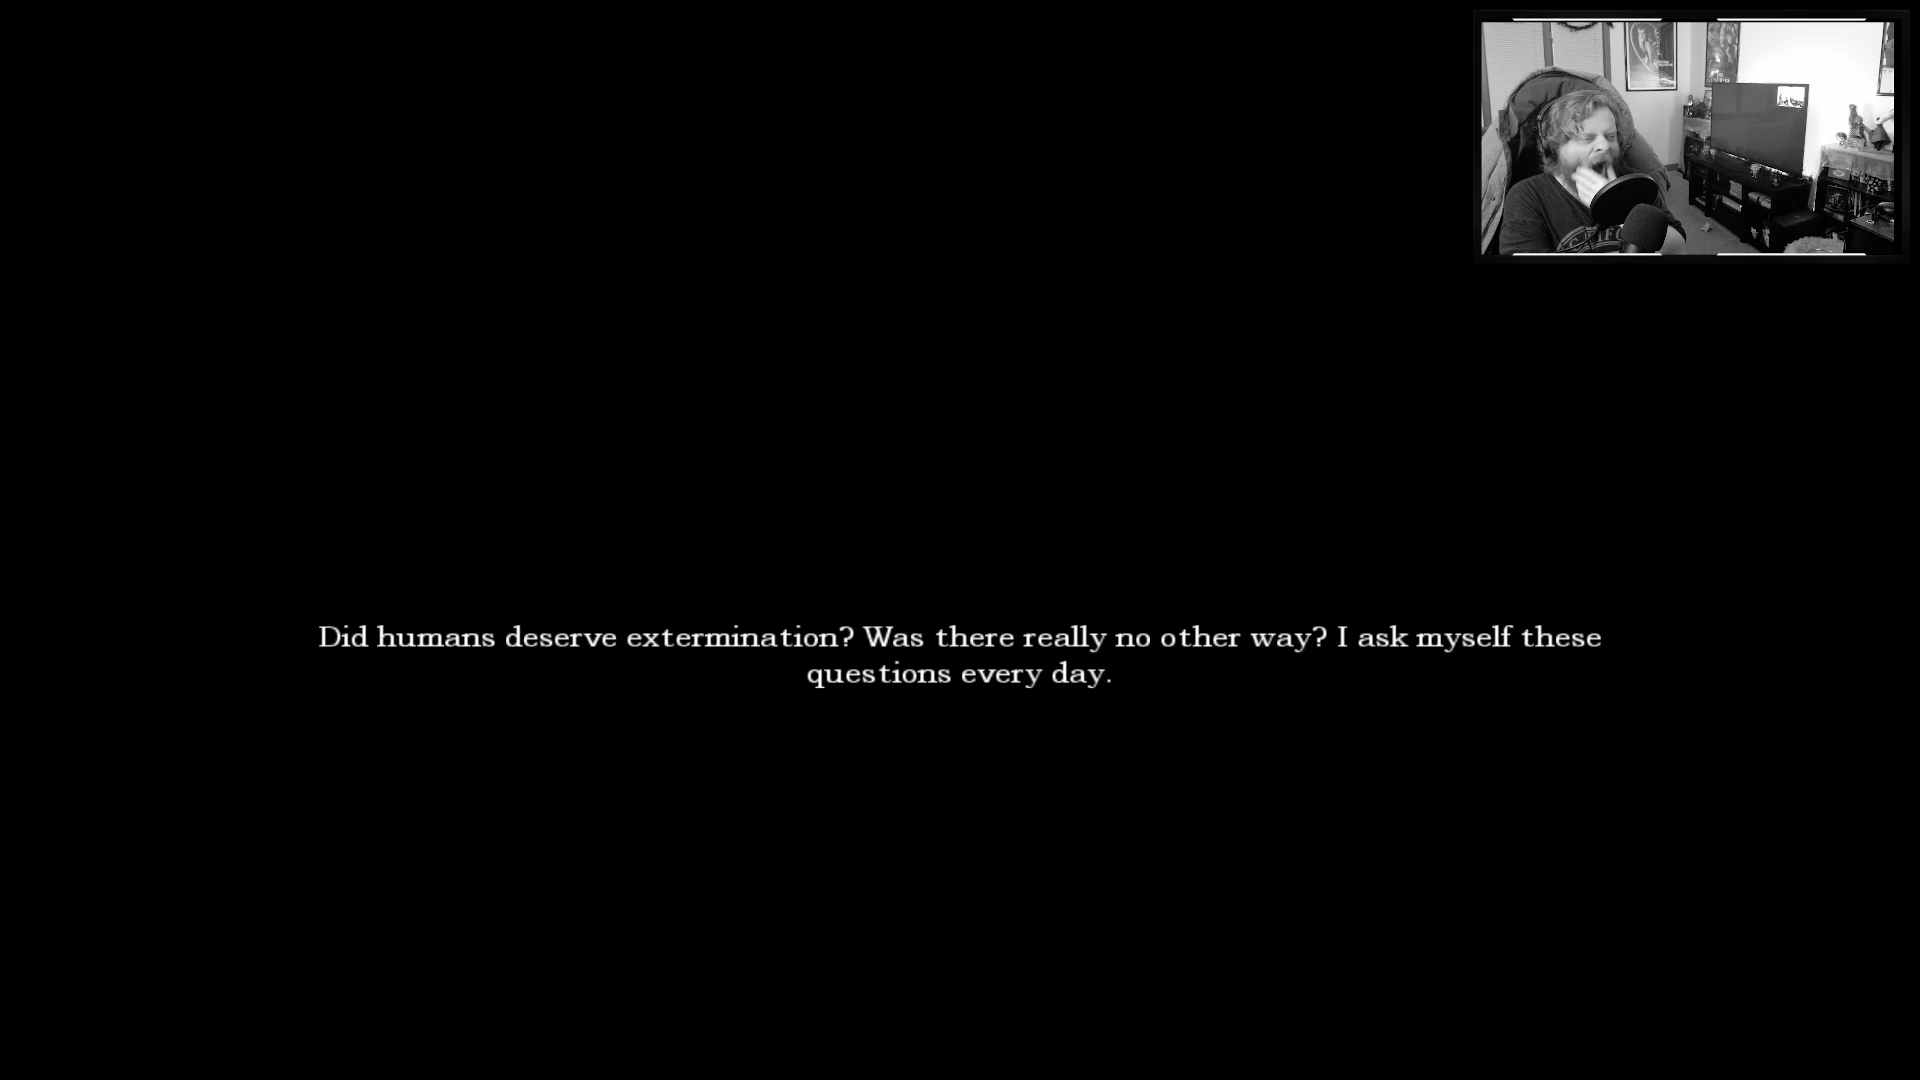 Did humans deserve extermination? Was there really no other way? I ask myself these
questions every day.